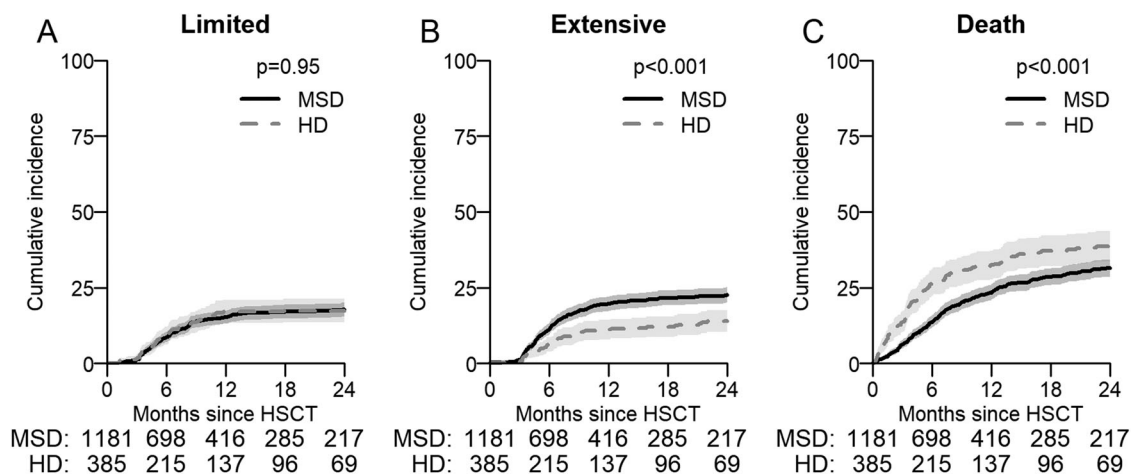 A Limited
Cumulative incidence
100
75
50
25
0
p=0.95
MSD
HD
0 6 12 18 24
Months since HSCT
MSD: 1181 698 416 285 217
HD: 385 215 137 96 69
B Extensive
Cumulative incidence
100
75
50
25
0
p<0.001
MSD
HD
0 6 12 18 24
Months since HSCT
MSD: 1181 698 416 285 217
HD: 385 215 137 96 69
C Death
Cumulative incidence
100
75
50
25
0
p<0.001
MSD
HD
0 6 12 18 24
Months since HSCT
MSD: 1181 698 416 285 217
HD: 385 215 137 96 69